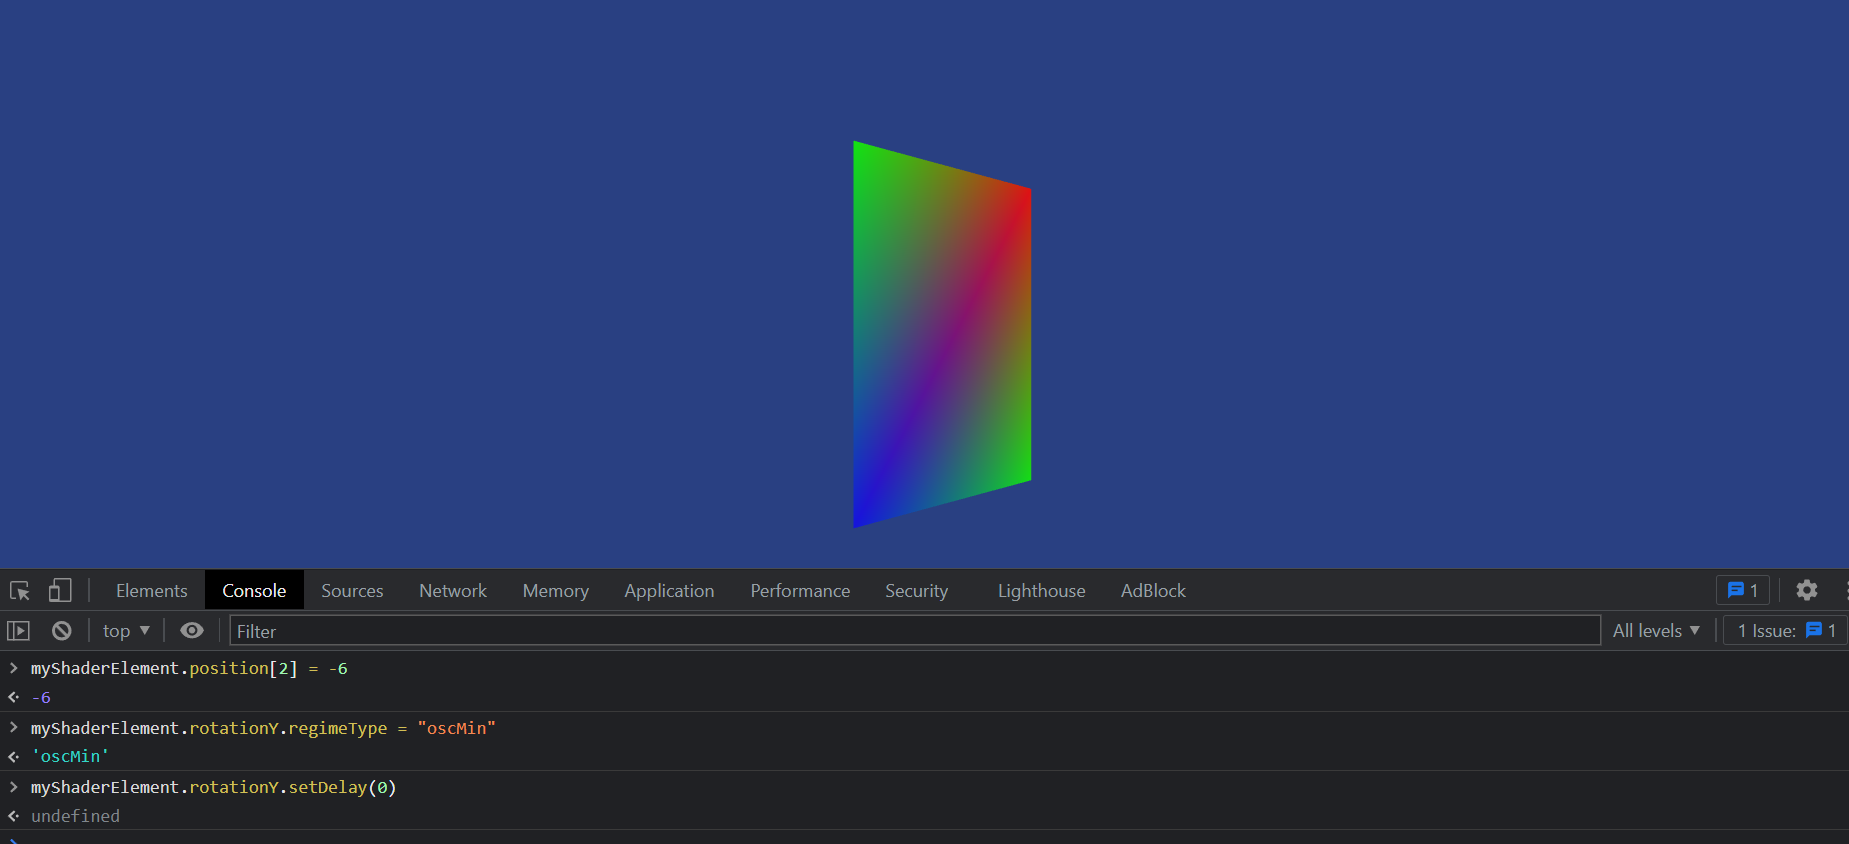 Elements Console Sources Network Memory Application Performance Security Lighthouse AdBlock 1
top Filter All levels 1 Issue: 1
myShaderElement.position[2] = -6
-6
myShaderElement.rotationY.regimeType = "oscMin"
'oscMin'
myShaderElement.rotationY.setDelay(0)
undefined